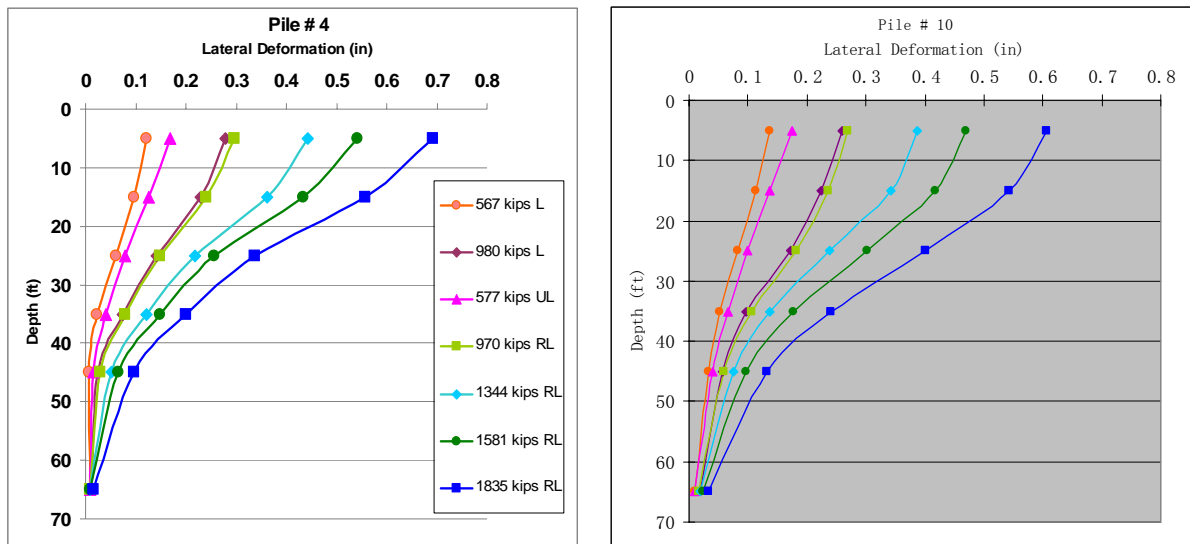 Pile # 4
Lateral Deformation (in)
0 0.1 0.2 0.3 0.4 0.5 0.6 0.7 0.8
0
10
20
30
40
50
60
70
Depth (ft)
567 kips L
980 kips L
577 kips UL
970 kips RL
1344 kips RL
1581 kips RL
1835 kips RL
Pile # 10
Lateral Deformation (in)
0 0.1 0.2 0.3 0.4 0.5 0.6 0.7 0.8
0
10
20
30
40
50
60
70
Depth (ft)